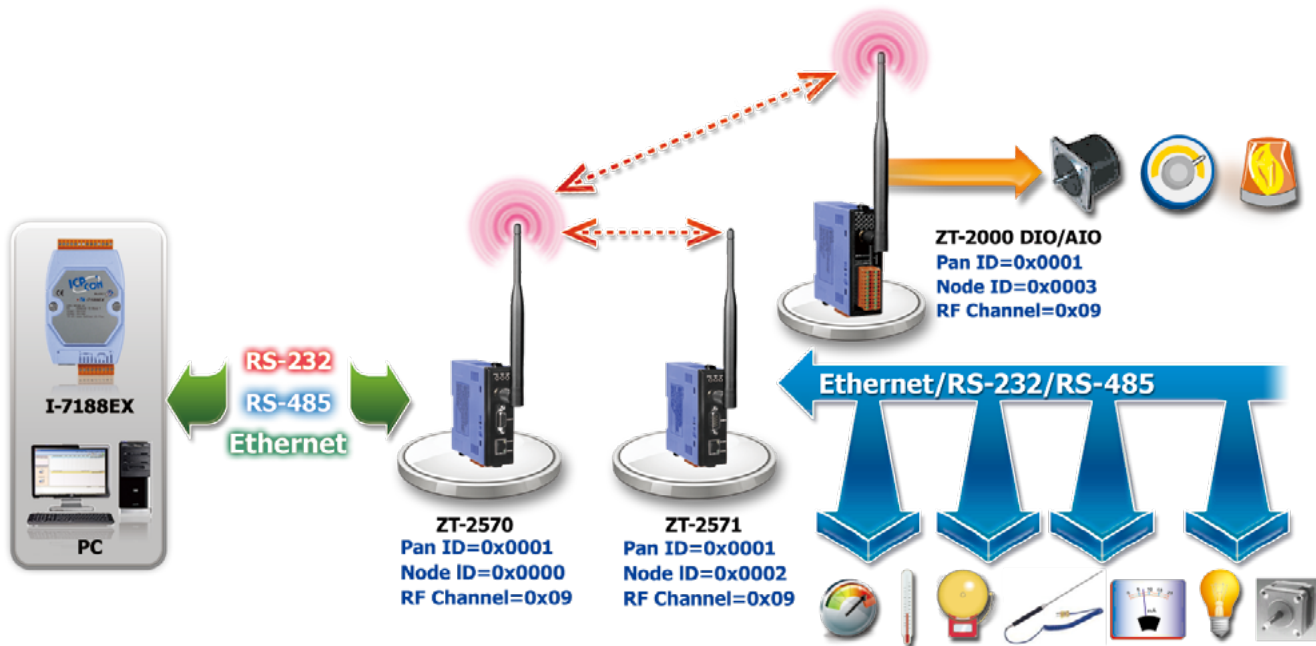 ICP CON
I-7188EX
PC
RS-232
RS-485
Ethernet
ZT-2570
Pan ID=0x0001
Node ID=0x0000
RF Channel=0x09
ZT-2571
Pan ID=0x0001
Node ID=0x0002
RF Channel=0x09
ZT-2000 DIO/AIO
Pan ID=0x0001
Node ID=0x0003
RF Channel=0x09
Ethernet/RS-232/RS-485